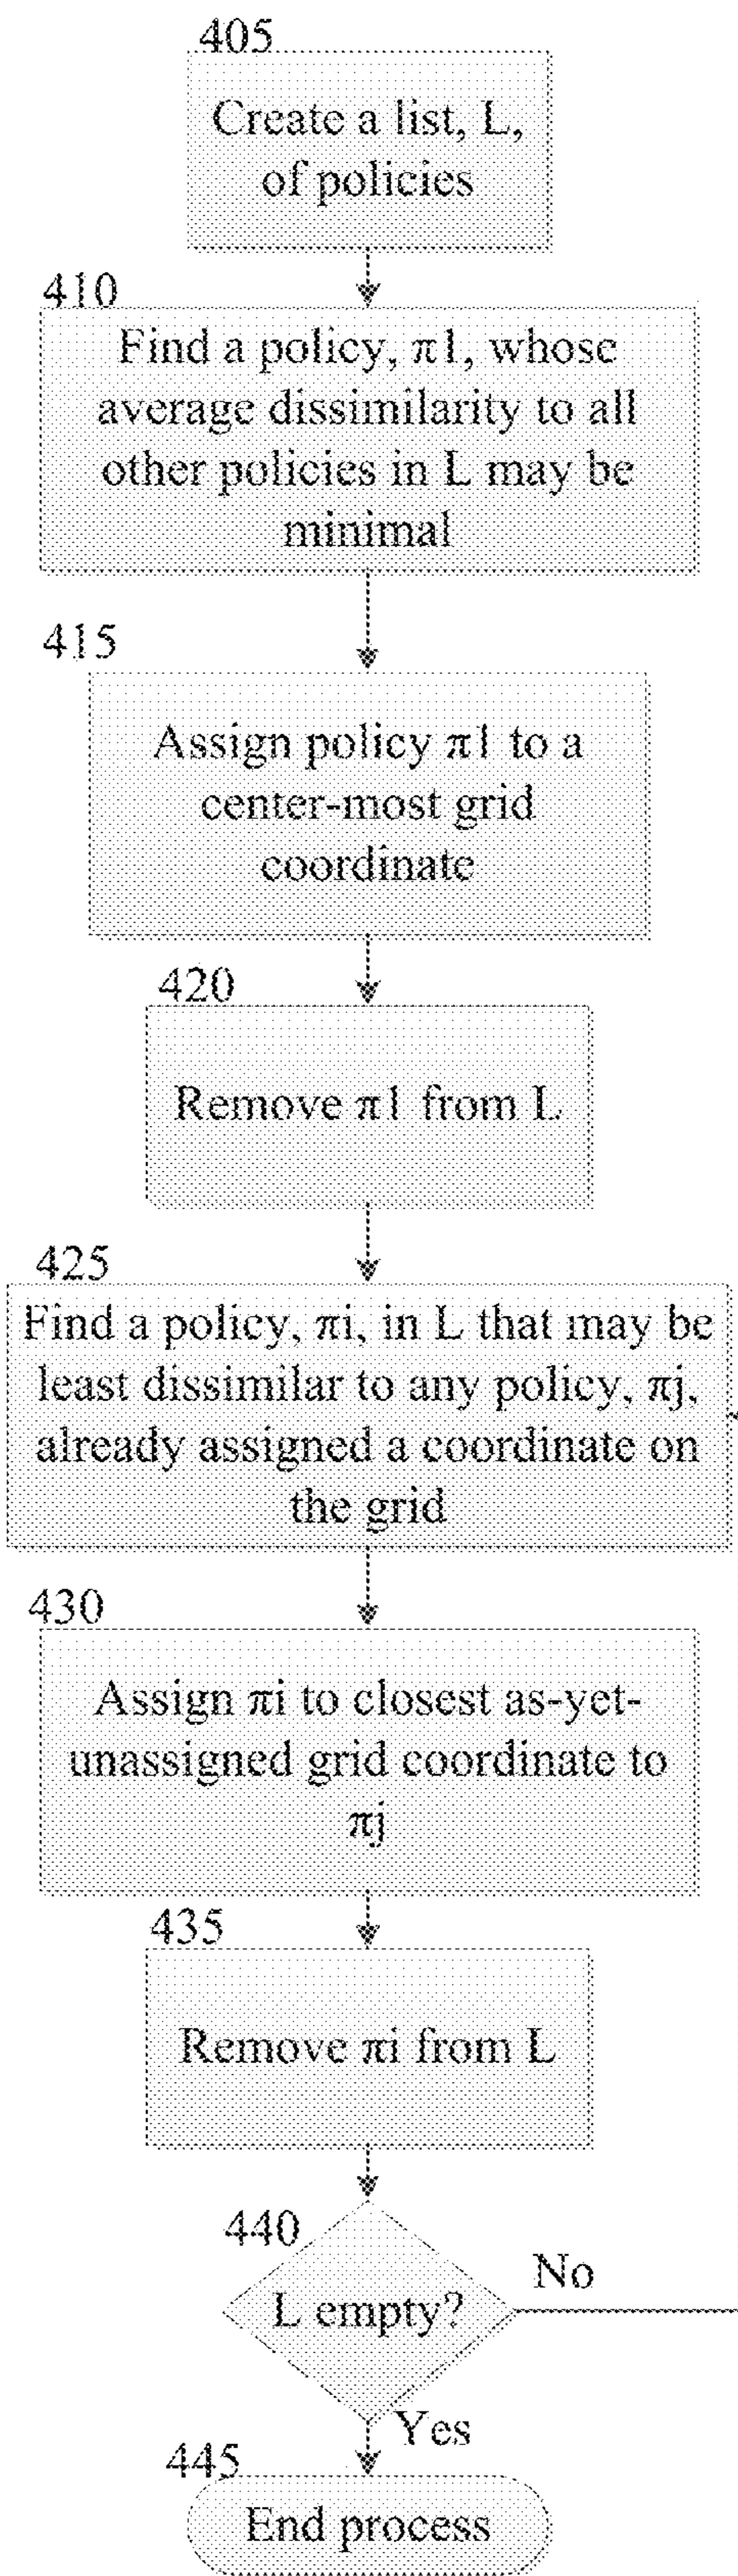 405
Create a list, L,
of policies
410
Find a policy, π1, whose
average dissimilarity to all
other policies in L may be
minimal
415
Assign policy π1 to a
center-most grid
coordinate
420
Remove π1 from L
425
Find a policy, πi, in L that may be
least dissimilar to any policy, πj,
already assigned a coordinate on
the grid
430
Assign πi to closest as-yet-
unassigned grid coordinate to
πj
435
Remove πi from L
440
L empty?
No
Yes
445
End process